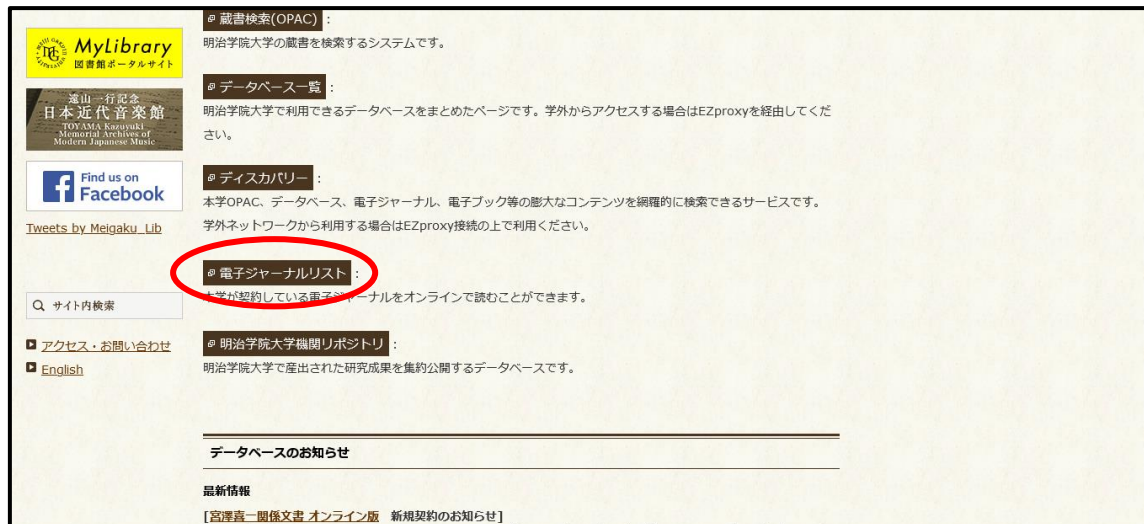 MyLibrary
図書館ポータルサイト
遠山一行記念
日本近代音楽館
TOYAMA Kazuyuki
Memorial Archives of
Modern Japanese Music
Find us on
Facebook
Tweets by Meigaku_Lib
サイト内検索
アクセス・お問い合わせ
English
蔵書検索(OPAC) :
明治学院大学の蔵書を検索するシステムです。
データベース一覧 :
明治学院大学で利用できるデータベースをまとめたページです。学外からアクセスする場合はEZproxyを経由してくだ
さい。
ディスカバリー :
本学OPAC、データベース、電子ジャーナル、電子ブック等の膨大なコンテンツを網羅的に検索できるサービスです。
学外ネットワークから利用する場合はEZproxy接続の上で利用ください。
電子ジャーナルリスト :
本学が契約している電子ジャーナルをオンラインで読むことができます。
明治学院大学機関リポジトリ :
明治学院大学で産出された研究成果を集約公開するデータベースです。
データベースのお知らせ
最新情報
[宮澤喜一関係文書 オンライン版 新規契約のお知らせ]